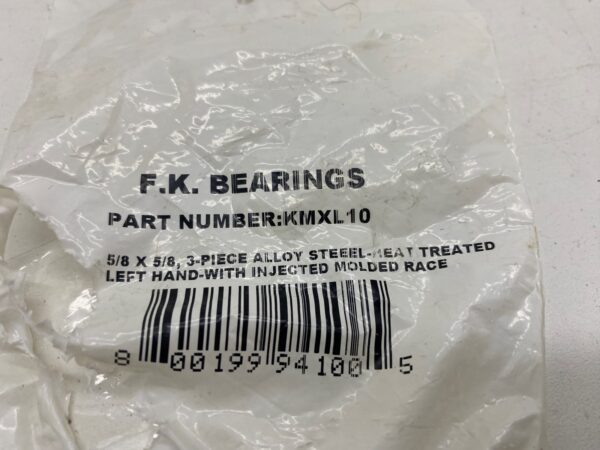 F.K. BEARINGS
PART NUMBER:KMXL10
5/8 X 5/8, 3-PIECE ALLOY STEEEL-HEAT TREATED
LEFT HAND-WITH INJECTED MOLDED RACE
8 00199 94100 5